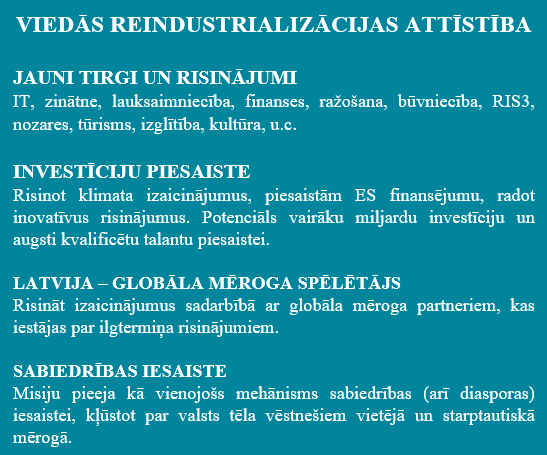 VIEDĀS REINDUSTRIALIZĀCIJAS ATTĪSTĪBA
JAUNI TIRGI UN RISINĀJUMI
IT, zinātne, lauksaimniecība, finanses, ražošana, būvniecība, RIS3,
nozares, tūrisms, izglītība, kultūra, u.c.
INVESTĪCIJU PIESAISTE
Risinot klimata izaicinājumus, piesaistām ES finansējumu, radot
inovatīvus risinājumus. Potenciāls vairāku miljardu investīciju un
augsti kvalificētu talantu piesaistei.
LATVIJA – GLOBĀLA MĒROGA SPĒLĒTĀJS
Risināt izaicinājumus sadarbībā ar globāla mēroga partneriem, kas
iestājas par ilgtermiņa risinājumiem.
SABIEDRĪBAS IESAISTE
Misiju pieeja kā vienojošs mehānisms sabiedrības (arī diasporas)
iesaistei, kļūstot par valsts tēla vēstnešiem vietējā un starptautiskā
mērogā.